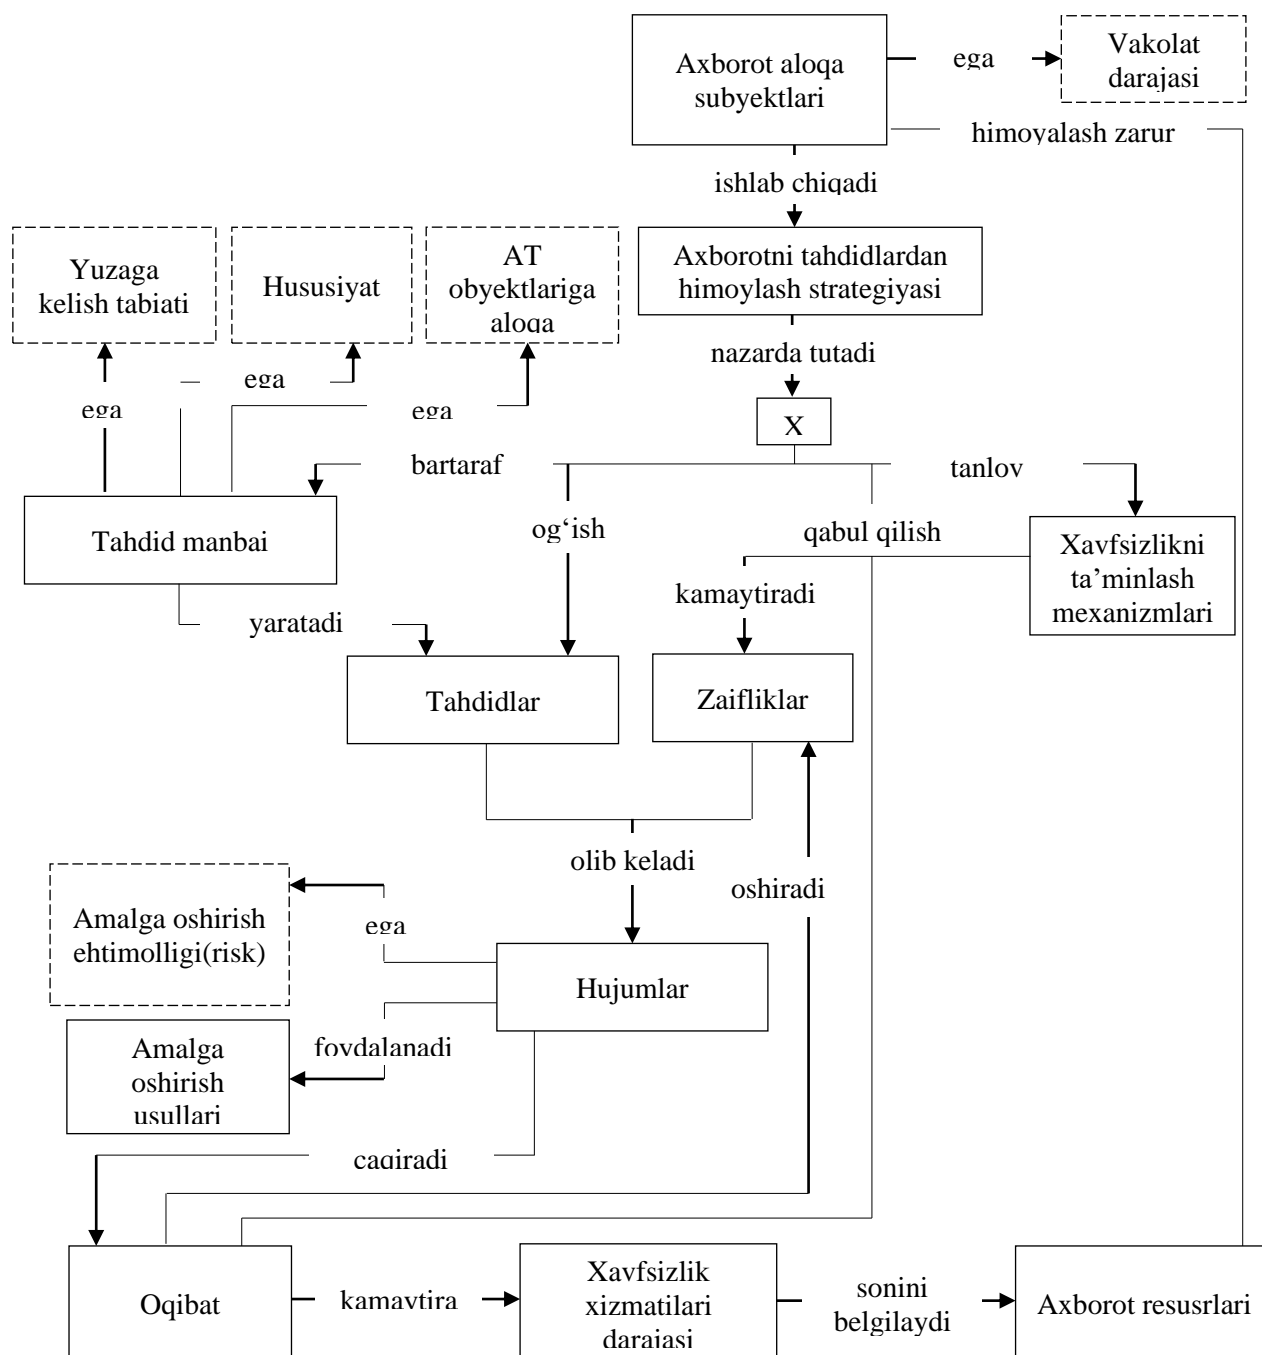 Axborot aloqa
subyektlari
ega
Vakolat
darajasi
himoyalash zarur
ishlab chiqadi
Yuzaga
kelish tabiati
Hususiyat
AT
obyektlariga
aloqa
Axborotni tahdidlardan
himoylash strategiyasi
nazarda tutadi
ega
ega
ega
X
bartaraf
tanlov
og‘ish
qabul qilish
Tahdid manbai
Xavfsizlikni
ta’minlash
mexanizmlari
kamaytiradi
yaratadi
Tahdidlar
Zaifliklar
olib keladi
oshiradi
Amalga oshirish
ehtimolligi(risk)
ega
Hujumlar
Amalga
oshirish
usullari
foydalanadi
caqiradi
Oqibat
kamaytira
Xavfsizlik
xizmatilari
darajasi
sonini
belgilaydi
Axborot resusrlari